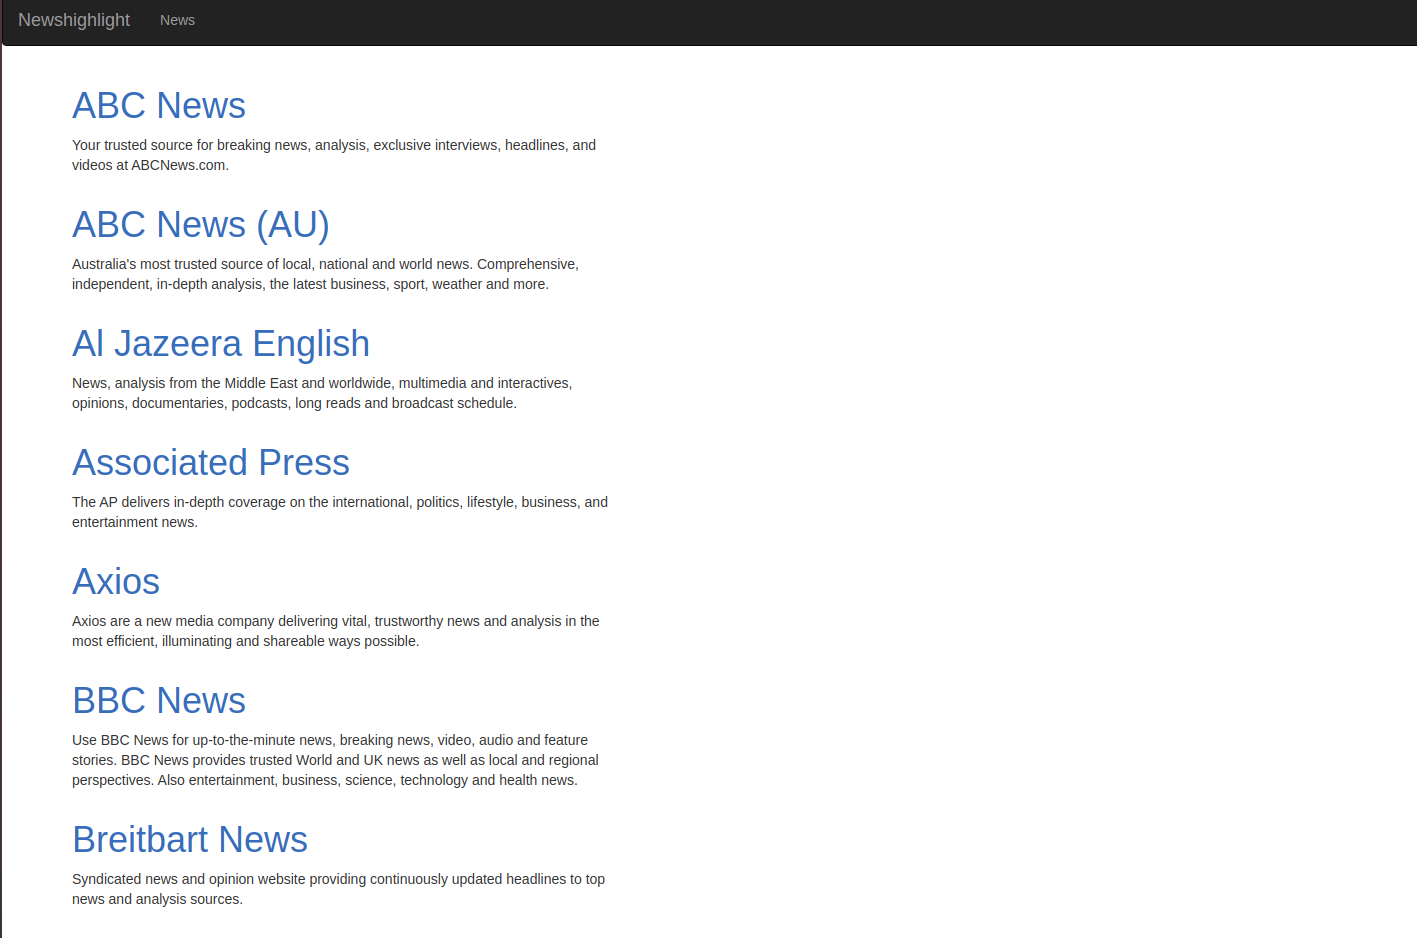 Newshighlight News
ABC News
Your trusted source for breaking news, analysis, exclusive interviews, headlines, and
videos at ABCNews.com.
ABC News (AU)
Australia's most trusted source of local, national and world news. Comprehensive,
independent, in-depth analysis, the latest business, sport, weather and more.
Al Jazeera English
News, analysis from the Middle East and worldwide, multimedia and interactives,
opinions, documentaries, podcasts, long reads and broadcast schedule.
Associated Press
The AP delivers in-depth coverage on the international, politics, lifestyle, business, and
entertainment news.
Axios
Axios are a new media company delivering vital, trustworthy news and analysis in the
most efficient, illuminating and shareable ways possible.
BBC News
Use BBC News for up-to-the-minute news, breaking news, video, audio and feature
stories. BBC News provides trusted World and UK news as well as local and regional
perspectives. Also entertainment, business, science, technology and health news.
Breitbart News
Syndicated news and opinion website providing continuously updated headlines to top
news and analysis sources.